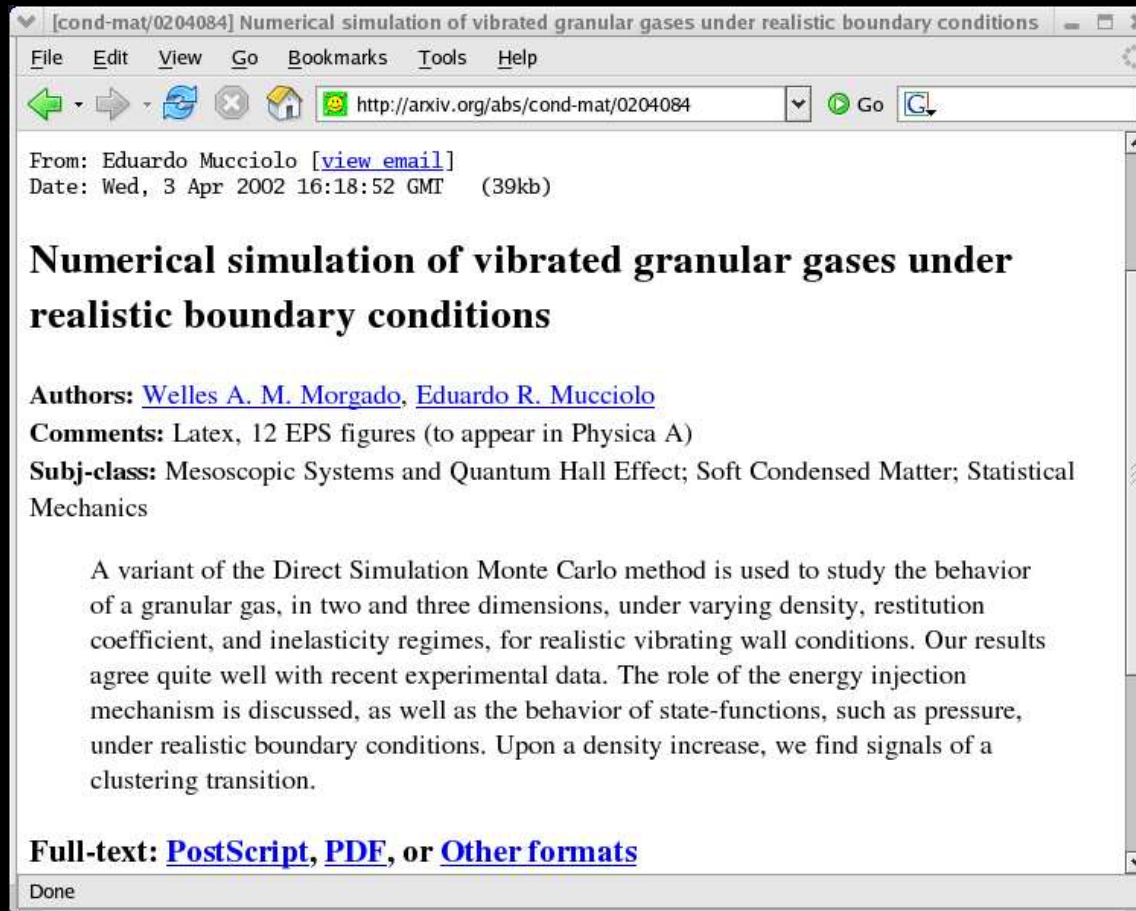 [cond-mat/0204084] Numerical simulation of vibrated granular gases under realistic boundary conditions
File Edit View Go Bookmarks Tools Help
http://arxiv.org/abs/cond-mat/0204084 Go G
From: Eduardo Mucciolo [view email]
Date: Wed, 3 Apr 2002 16:18:52 GMT (39kb)
Numerical simulation of vibrated granular gases under
realistic boundary conditions
Authors: Welles A. M. Morgado, Eduardo R. Mucciolo
Comments: Latex, 12 EPS figures (to appear in Physica A)
Subj-class: Mesoscopic Systems and Quantum Hall Effect; Soft Condensed Matter; Statistical
Mechanics
A variant of the Direct Simulation Monte Carlo method is used to study the behavior
of a granular gas, in two and three dimensions, under varying density, restitution
coefficient, and inelasticity regimes, for realistic vibrating wall conditions. Our results
agree quite well with recent experimental data. The role of the energy injection
mechanism is discussed, as well as the behavior of state-functions, such as pressure,
under realistic boundary conditions. Upon a density increase, we find signals of a
clustering transition.
Full-text: PostScript, PDF, or Other formats
Done